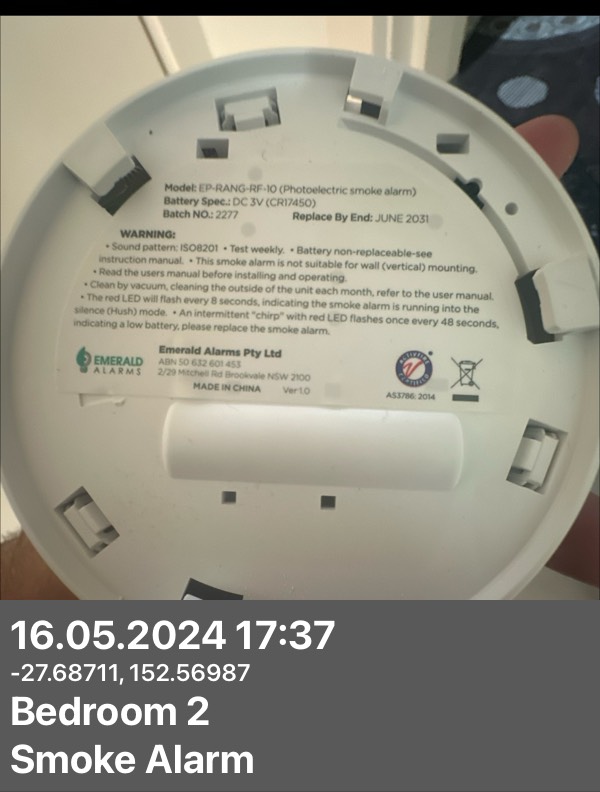 Model: EP-RANG-RF-10 (Photoelectric smoke alarm)
Battery Spec.: DC 3V (CR17450)
Batch NO.: 2277 Replace By End: JUNE 2031
WARNING:
• Sound pattern: ISO8201 • Test weekly. • Battery non-replaceable-see
instruction manual. • This smoke alarm is not suitable for wall (vertical) mounting.
• Read the users manual before installing and operating.
• Clean by vacuum, cleaning the outside of the unit each month, refer to the user manual.
• The red LED will flash every 8 seconds, indicating the smoke alarm is running into the
silence (Hush) mode. • An intermittent "chirp" with red LED flashes once every 48 seconds,
indicating a low battery, please replace the smoke alarm.
EMERALD
ALARMS
Emerald Alarms Pty Ltd
ABN 50 632 601 453
2/29 Mitchell Rd Brookvale NSW 2100
MADE IN CHINA Ver1.0
AS3786: 2014
16.05.2024 17:37
-27.68711, 152.56987
Bedroom 2
Smoke Alarm